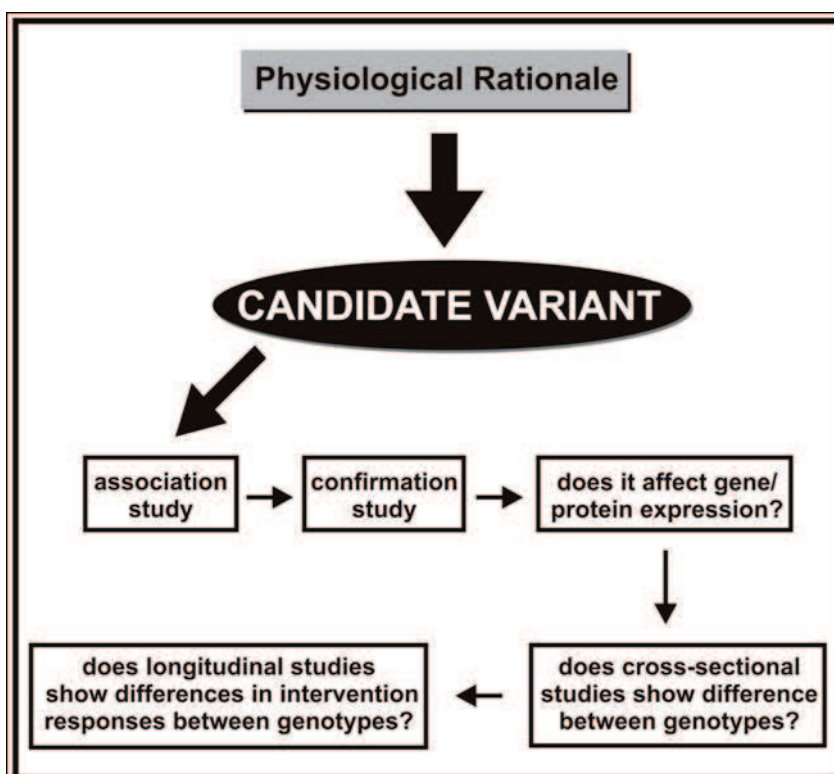 Physiological Rationale
CANDIDATE VARIANT
association
study
confirmation
study
does it affect gene/
protein expression?
does cross-sectional
studies show difference
between genotypes?
does longitudinal studies
show differences in intervention
responses between genotypes?